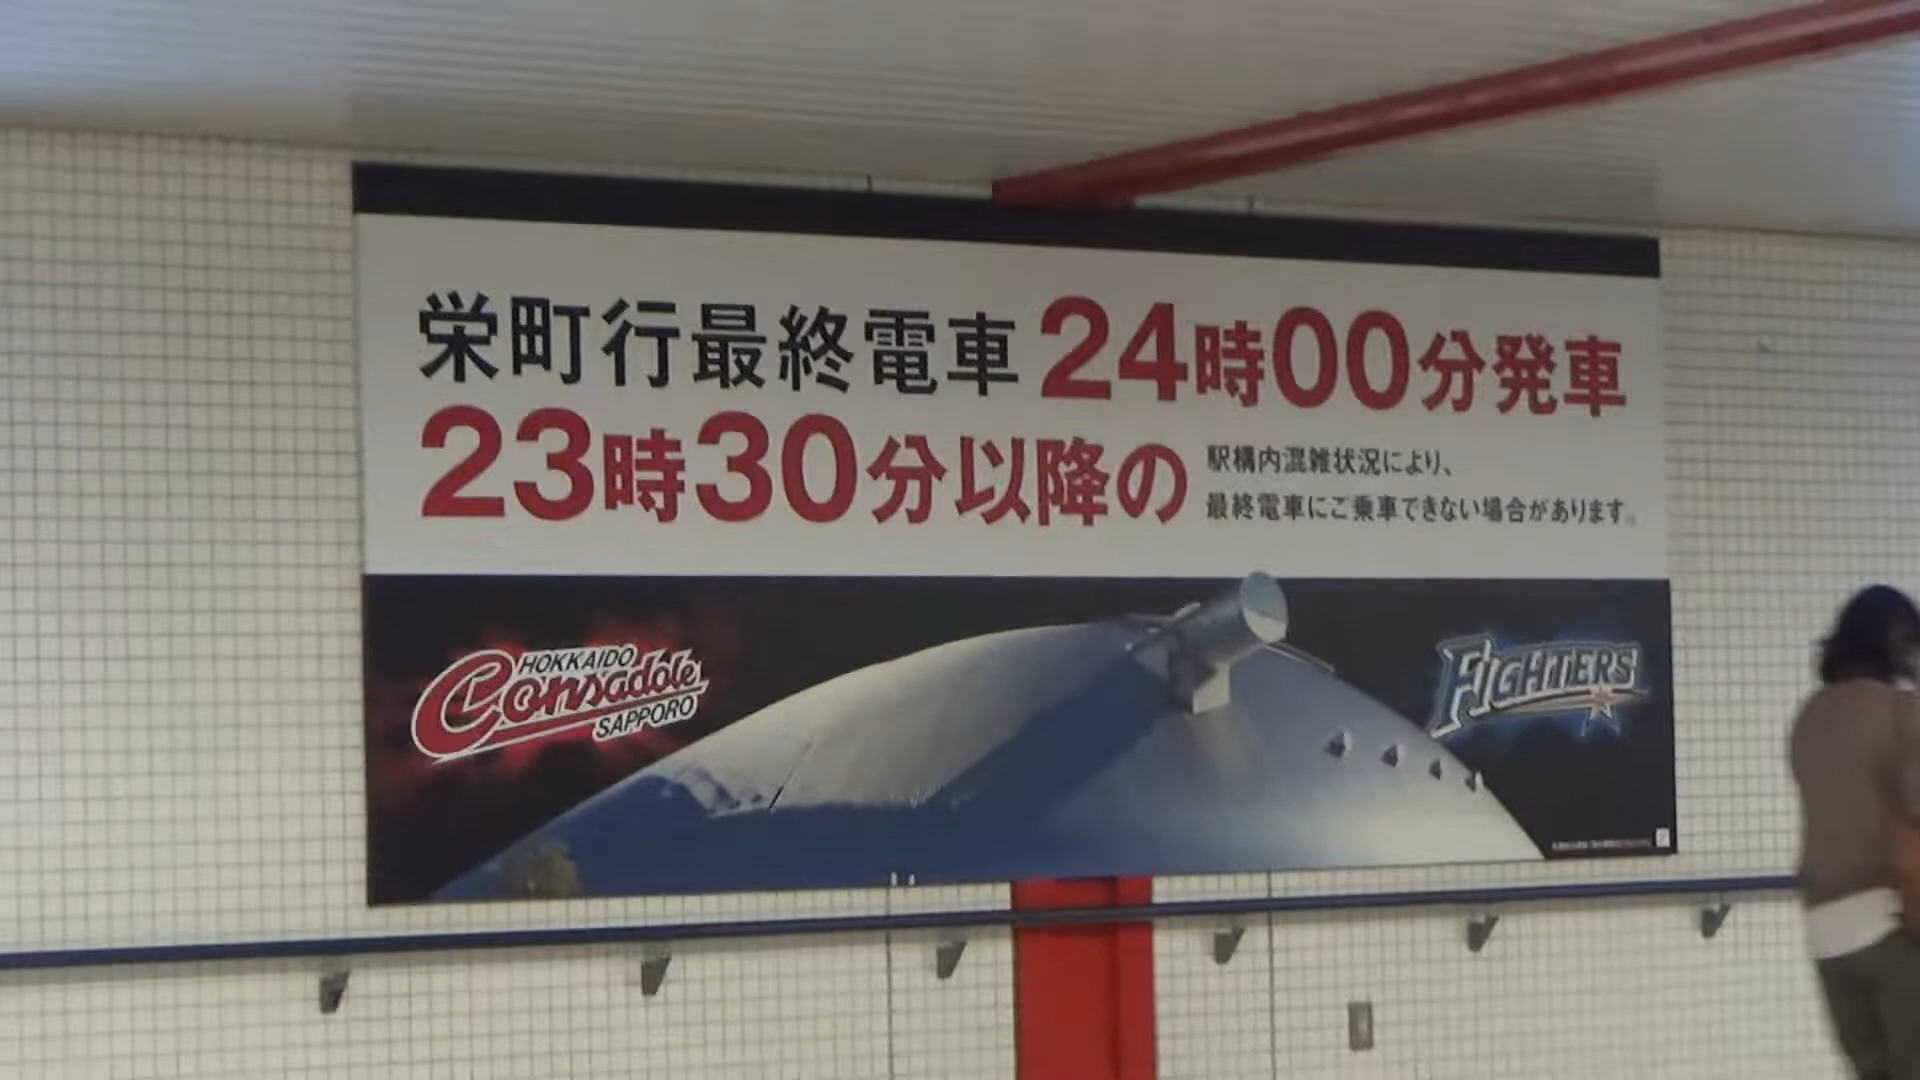 栄町行最終電車24時00分発車
23時30分以降の
駅構内混雑状況により、
最終電車にご乗車できない場合があります。
HOKKAIDO
Consadole
SAPPORO
FIGHTERS